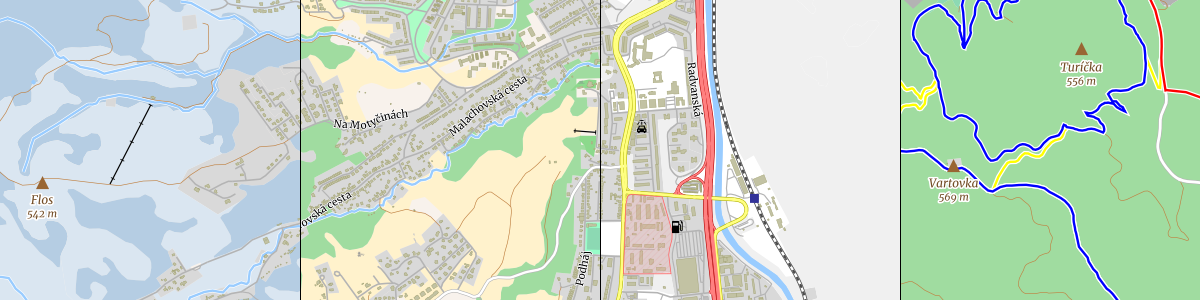 Flos
542 m
Na Motyčinách
Malachovská cesta
ovská cesta
Podháj
Radvanská
Turíčka
556 m
Vartovka
569 m